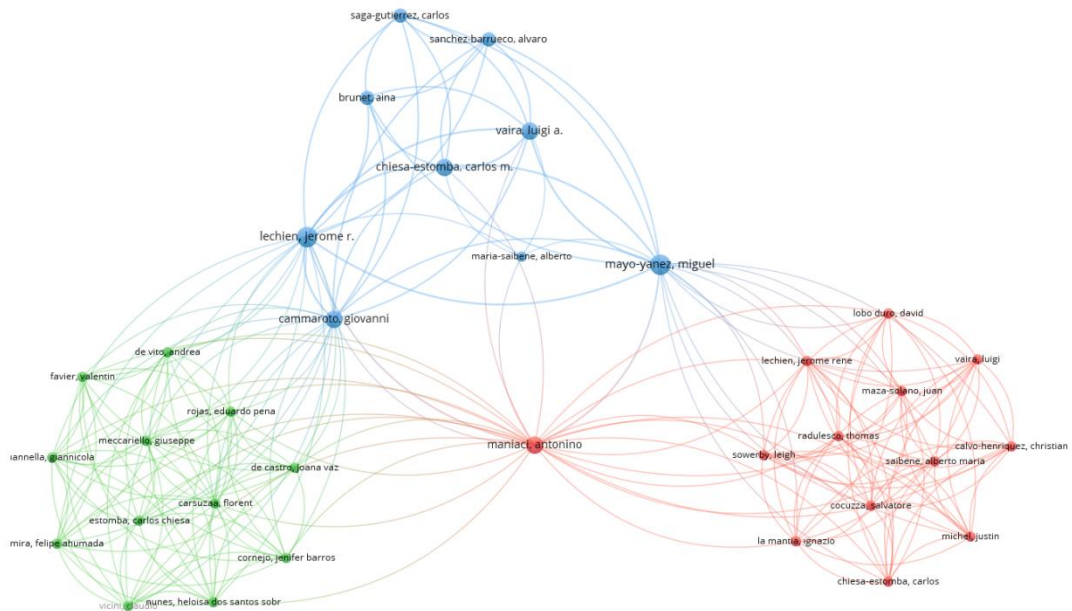 saga-gutierrez, carlos
sanchez-barrueco, alvaro
brunet, aina
vaira, luigi a.
chiesa-estomba, carlos m.
lechien, jerome r.
maria-saibene, alberto
mayo-yanez, miguel
cammaroto, giovanni
lobo duro, david
de vito, andrea
lechien, jerome rene
vaira, luigi
favier, valentin
maza-solano, juan
rojas, eduardo pena
meccariello, giuseppe
maniaci, antonino
radulesco, thomas
calvo-henriquez, christian
iannella, giannicola
sowerby, leigh
saibene, alberto maria
de castro, joana vaz
carsuzaa, florent
cocuzza, salvatore
estomba, carlos chiesa
mira, felipe ahumada
la mantia, ignazio
michel, justin
cornejo, jenifer barros
chiesa-estomba, carlos
vicini, claudio
nunes, heloisa dos santos sobr